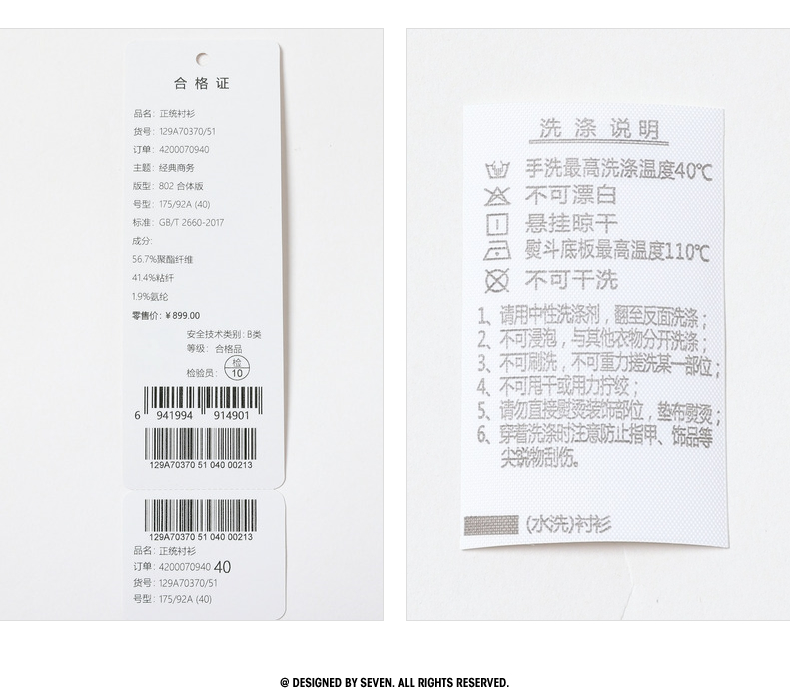 合格证
品名: 正统衬衫
货号: 129A70370/51
订单: 4200070940
主题: 经典商务
版型: 802 合体版
号型: 175/92A (40)
标准: GB/T 2660-2017
成分:
56.7%聚酯纤维
41.4%粘纤
1.9%氨纶
零售价: ¥899.00
安全技术类别: B类
等级: 合格品
检验员: 检 10
6 941994 914901
129A70370 51 040 00213
129A70370 51 040 00213
品名: 正统衬衫
订单: 4200070940 40
货号: 129A70370/51
号型: 175/92A (40)
洗涤说明
手洗最高洗涤温度40℃
不可漂白
悬挂晾干
熨斗底板最高温度110℃
不可干洗
1、请用中性洗涤剂，翻至反面洗涤；
2、不可浸泡，与其他衣物分开洗涤；
3、不可刷洗，不可重力搓洗某一部位；
4、不可甩干或用力拧绞；
5、请勿直接熨烫装饰部位，垫布熨烫；
6、穿着洗涤时注意防止指甲、饰品等
尖锐物刮伤。
(水洗)衬衫
@ DESIGNED BY SEVEN. ALL RIGHTS RESERVED.